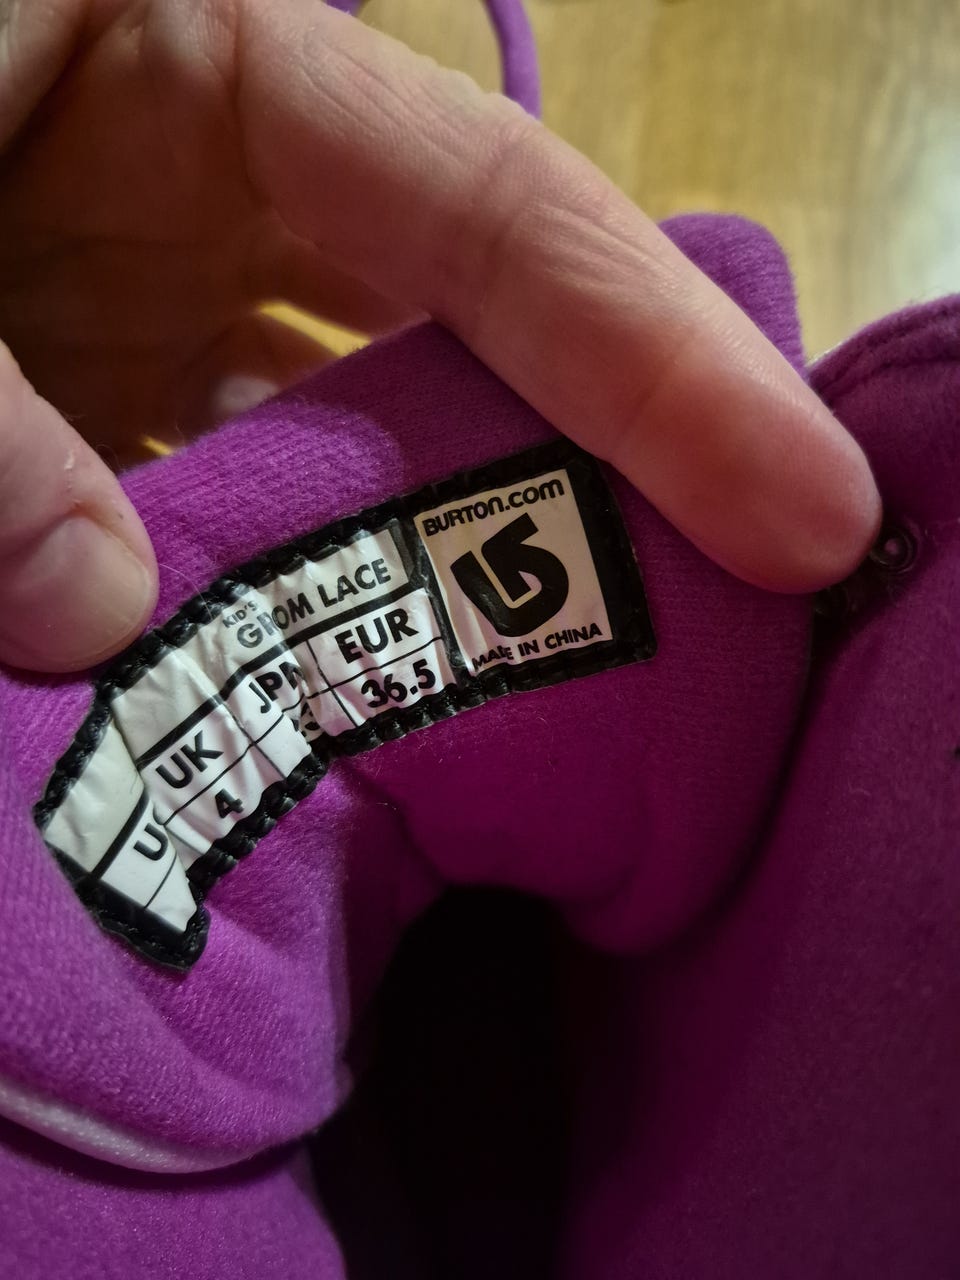 BURTON.COM
MADE IN CHINA
KID'S
GROM LACE
UK JPN EUR
4 36.5